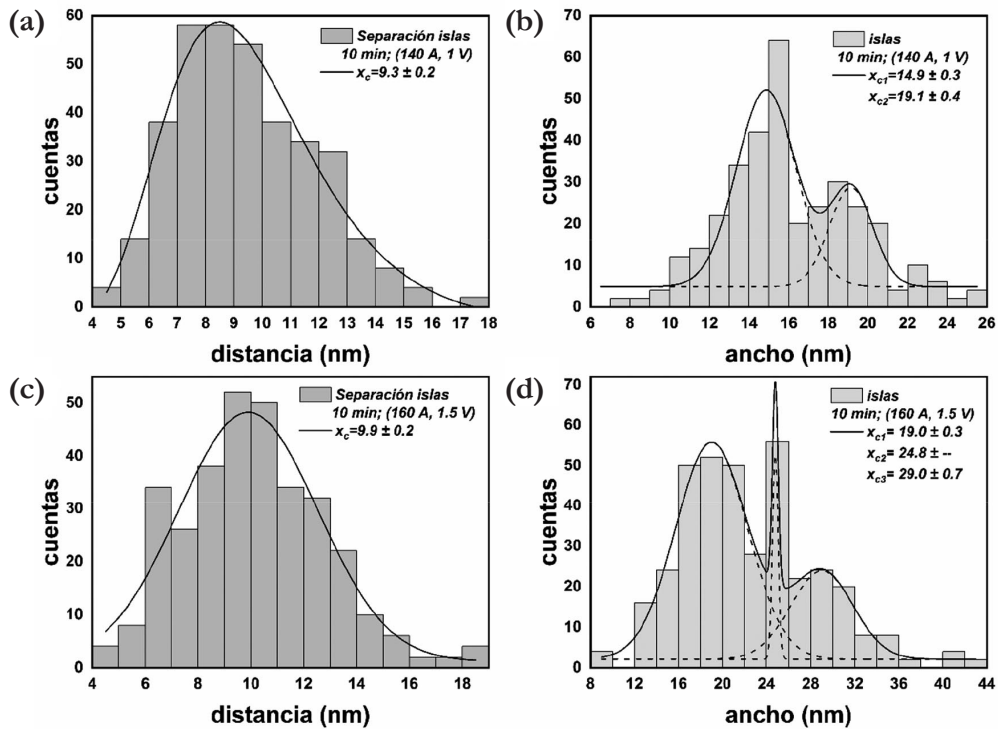 (a)
Separación islas
10 min; (140 A, 1 V)
xc=9.3 ± 0.2
cuentas
60
50
40
30
20
10
0
4 5 6 7 8 9 10 11 12 13 14 15 16 17 18
distancia (nm)
(b)
islas
10 min; (140 A, 1 V)
xc1=14.9 ± 0.3
xc2=19.1 ± 0.4
cuentas
70
60
50
40
30
20
10
0
6 8 10 12 14 16 18 20 22 24 26
ancho (nm)
(c)
Separación islas
10 min; (160 A, 1.5 V)
xc=9.9 ± 0.2
cuentas
50
40
30
20
10
0
4 6 8 10 12 14 16 18
distancia (nm)
(d)
islas
10 min; (160 A, 1.5 V)
xc1= 19.0 ± 0.3
xc2= 24.8 ± --
xc3= 29.0 ± 0.7
cuentas
70
60
50
40
30
20
10
0
8 12 16 20 24 28 32 36 40 44
ancho (nm)